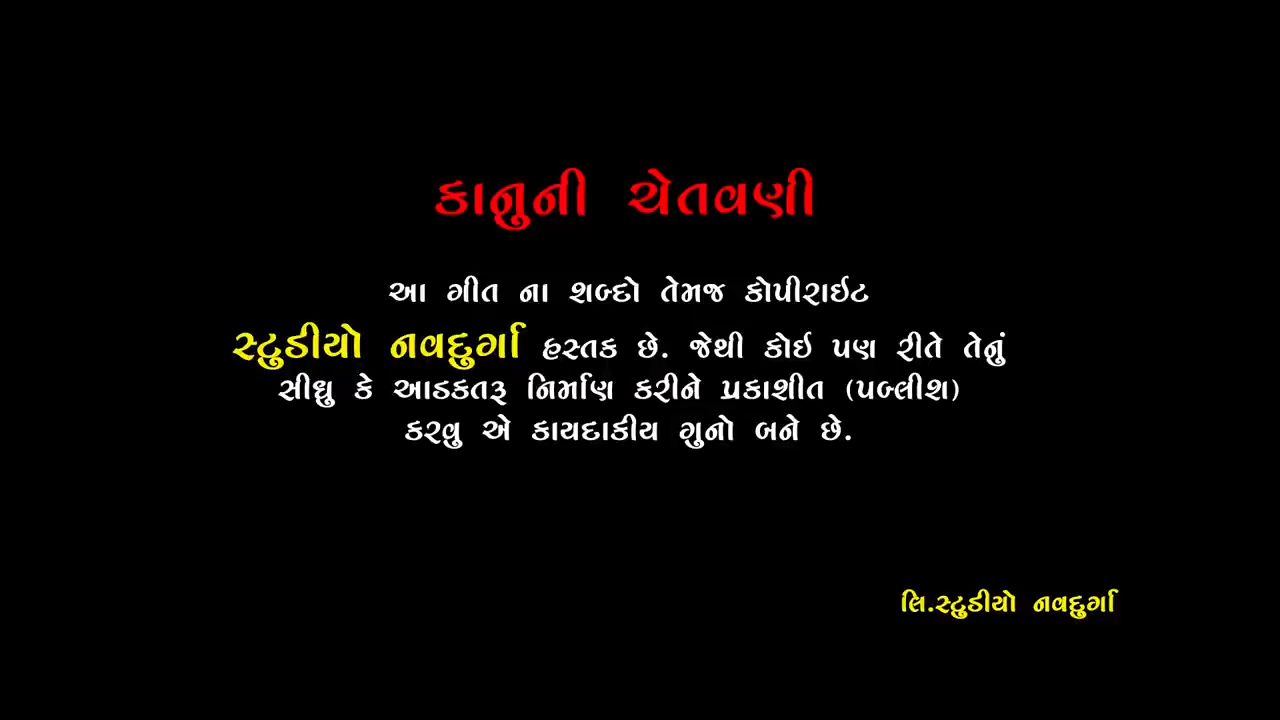 કાનુની ચેતવણી
આ ગીત ના શબ્દો તેમજ કોપીરાઈટ
સ્ટુડીયો નવદુર્ગા હસ્તક છે. જેથી કોઈ પણ રીતે તેનું
સીધુ કે આડકતરૂ નિર્માણ કરીને પ્રકાશીત (પબ્લીશ)
કરવુ એ કાયદાકીય ગુનો બને છે.
લિ.સ્ટુડીયો નવદુર્ગા